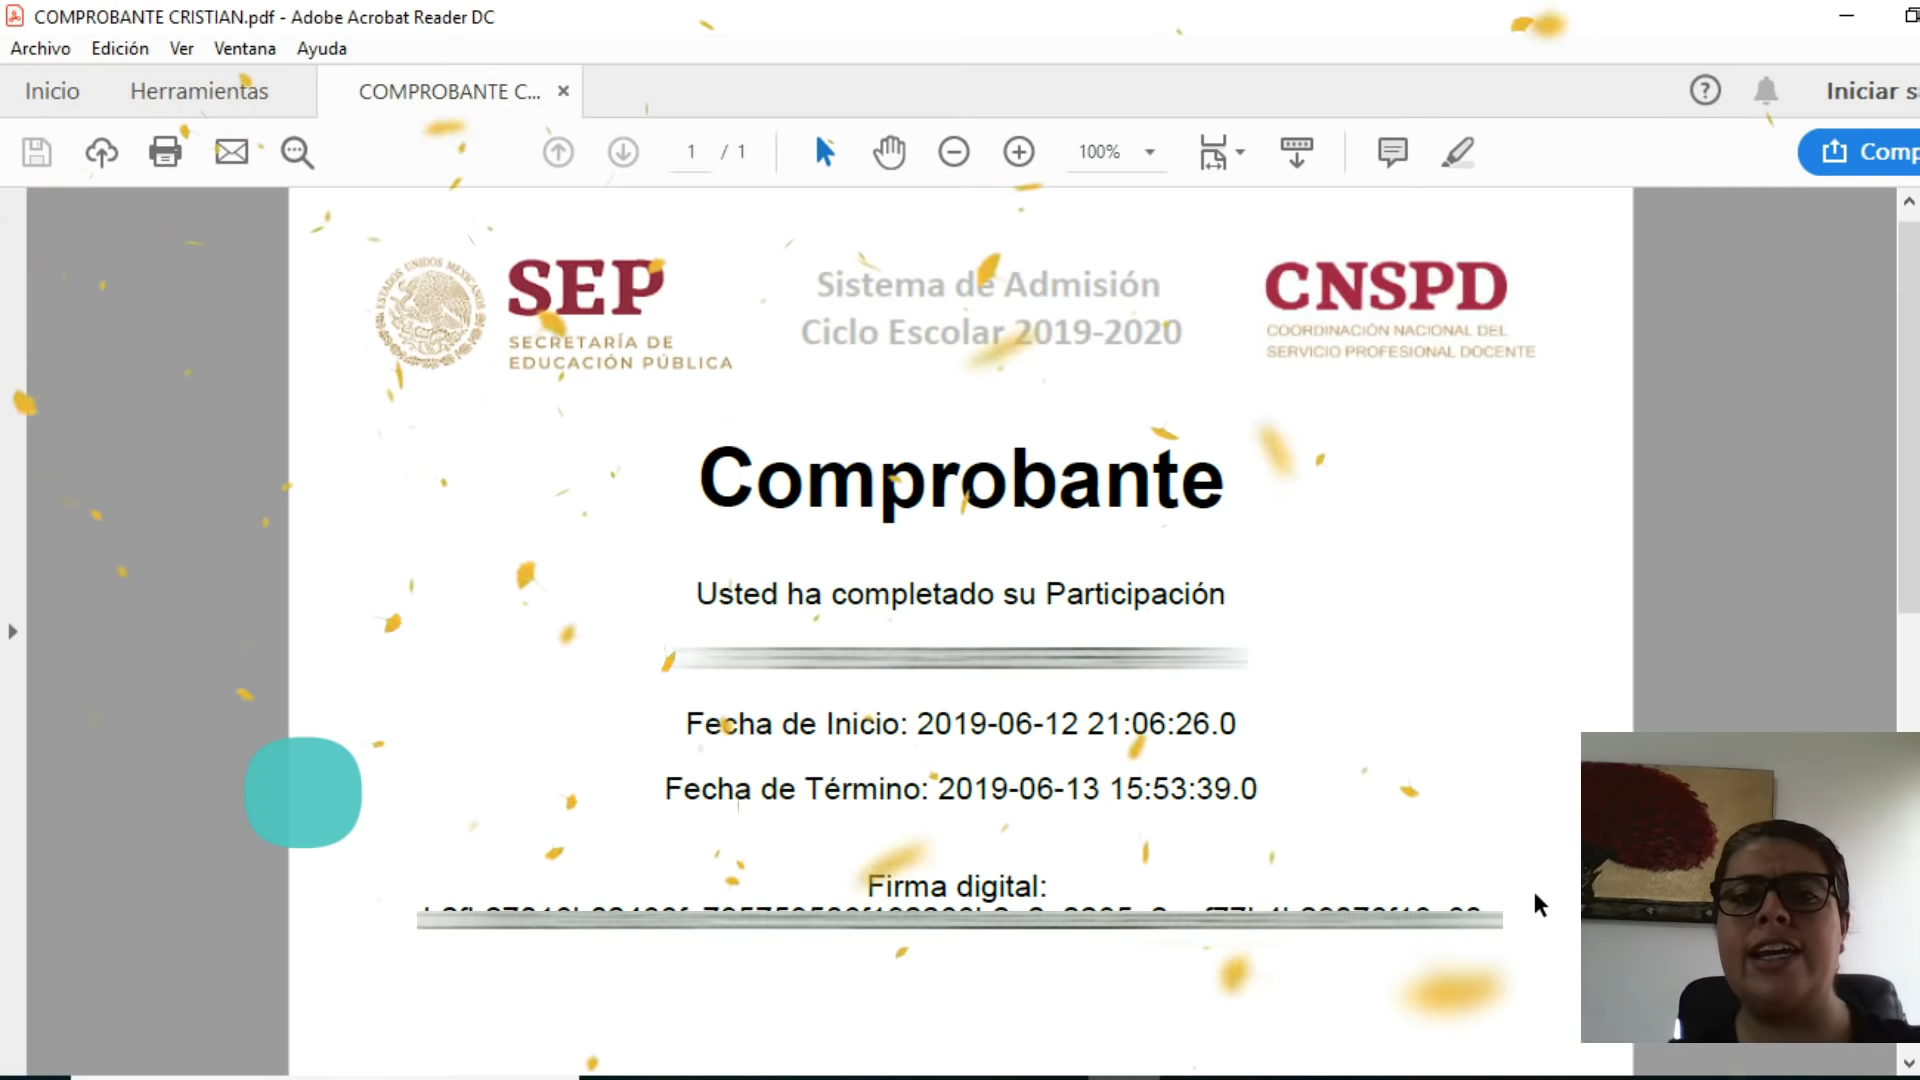 COMPROBANTE CRISTIAN.pdf - Adobe Acrobat Reader DC
Archivo Edición Ver Ventana Ayuda
Inicio Herramientas COMPROBANTE C... Iniciar
1 / 1 100%
ESTADOS UNIDOS MEXICANOS
SEP
SECRETARÍA DE
EDUCACIÓN PÚBLICA
Sistema de Admisión
Ciclo Escolar 2019-2020
CNSPD
COORDINACIÓN NACIONAL DEL
SERVICIO PROFESIONAL DOCENTE
Comprobante
Usted ha completado su Participación
Fecha de Inicio: 2019-06-12 21:06:26.0
Fecha de Término: 2019-06-13 15:53:39.0
Firma digital: